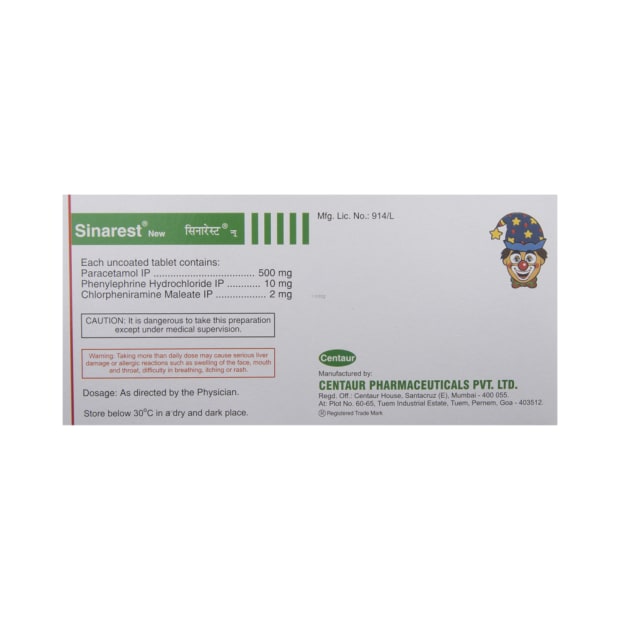 Sinarest® New सिनारेस्ट® न्यू
Mfg. Lic. No.: 914/L
Each uncoated tablet contains:
Paracetamol IP .................................. 500 mg
Phenylephrine Hydrochloride IP ........... 10 mg
Chlorpheniramine Maleate IP ................. 2 mg
CAUTION: It is dangerous to take this preparation
except under medical supervision.
Warning: Taking more than daily dose may cause serious liver
damage or allergic reactions such as swelling of the face, mouth
and throat, difficulty in breathing, itching or rash.
Dosage: As directed by the Physician.
Store below 30°C in a dry and dark place.
Centaur
Manufactured by:
CENTAUR PHARMACEUTICALS PVT. LTD.
Regd. Off : Centaur House, Santacruz (E), Mumbai - 400 055.
At: Plot No. 60-65, Tuem Industrial Estate, Tuem, Pernem, Goa - 403512.
® Registered Trade Mark